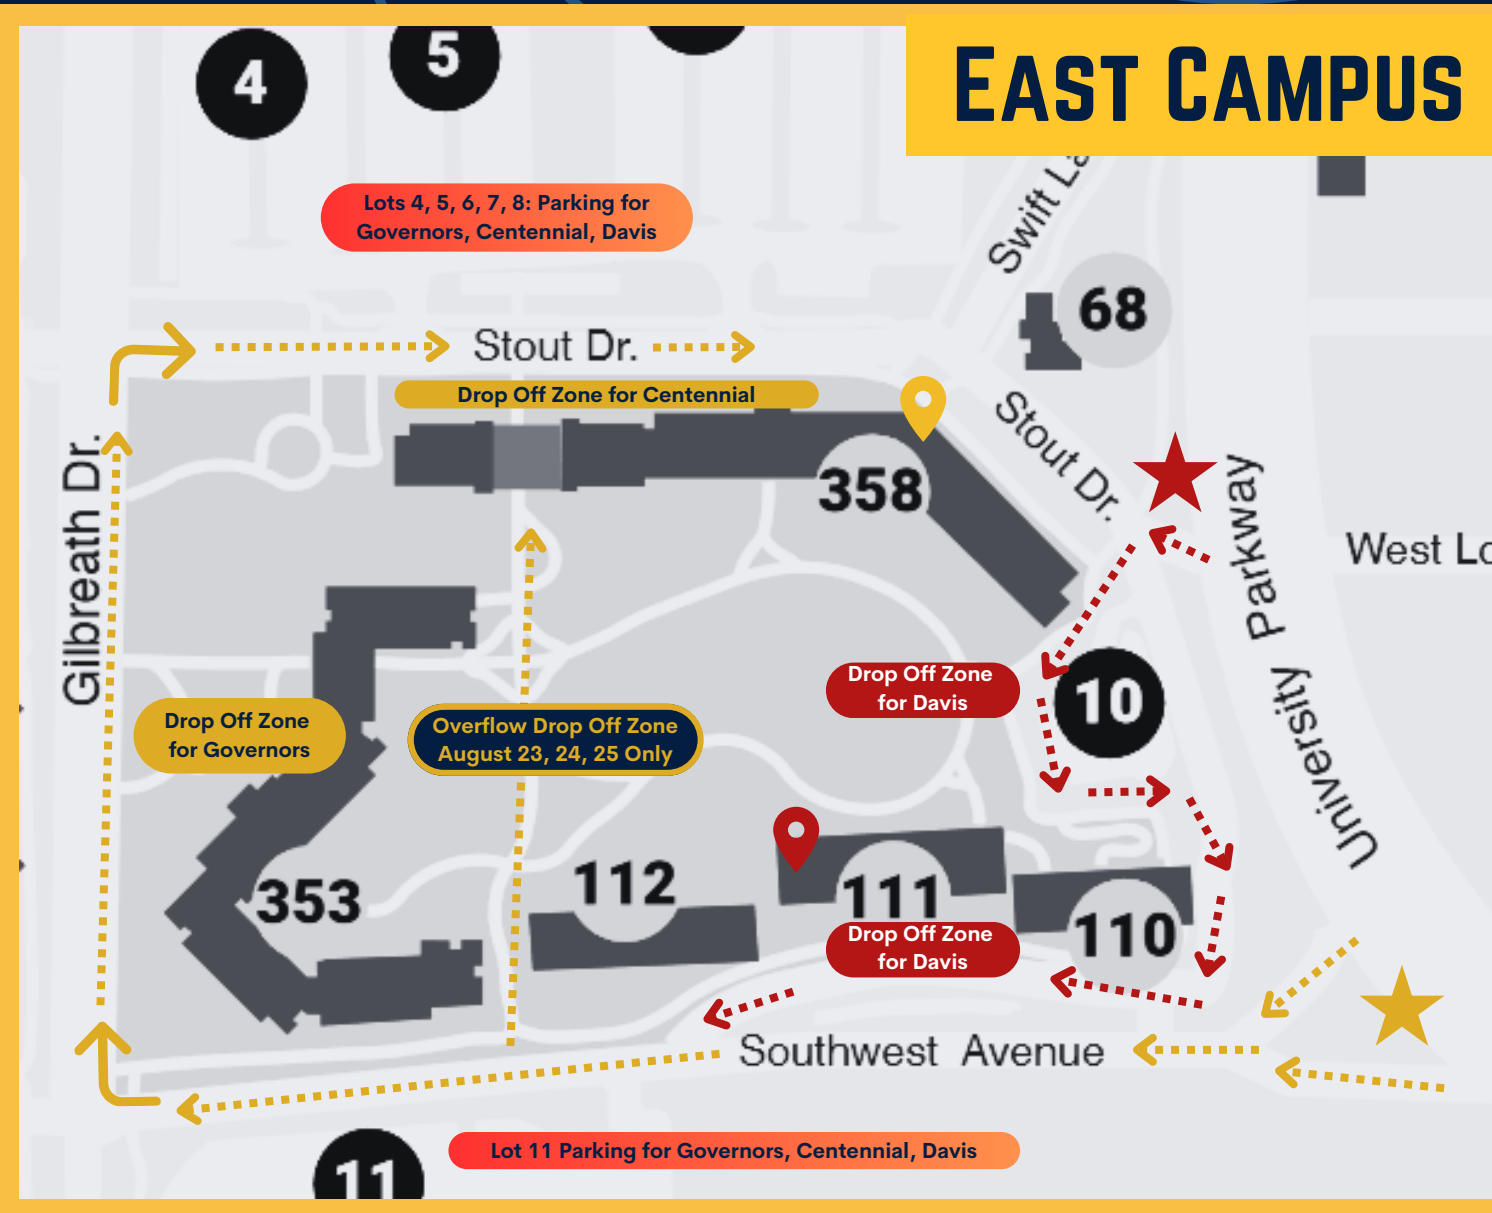 EAST CAMPUS
4
5
Lots 4, 5, 6, 7, 8: Parking for
Governors, Centennial, Davis
Swift La
68
Stout Dr.
Drop Off Zone for Centennial
358
Stout Dr.
Gilbreath Dr.
University Parkway
West Lo
Drop Off Zone
for Davis
10
Drop Off Zone
for Governors
Overflow Drop Off Zone
August 23, 24, 25 Only
353
112
111
110
Drop Off Zone
for Davis
Southwest Avenue
Lot 11 Parking for Governors, Centennial, Davis
11